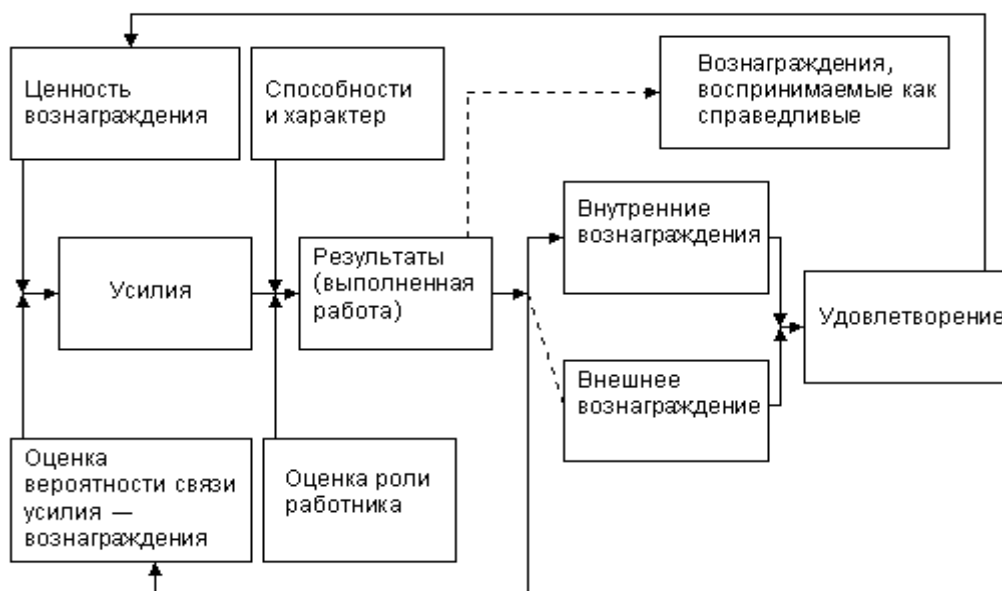 Ценность
вознаграждения
Способности
и характер
Вознаграждения,
воспринимаемые как
справедливые
Усилия
Результаты
(выполненная
работа)
Внутренние
вознаграждения
Внешнее
вознаграждение
Удовлетворение
Оценка
вероятности связи
усилия —
вознаграждения
Оценка роли
работника